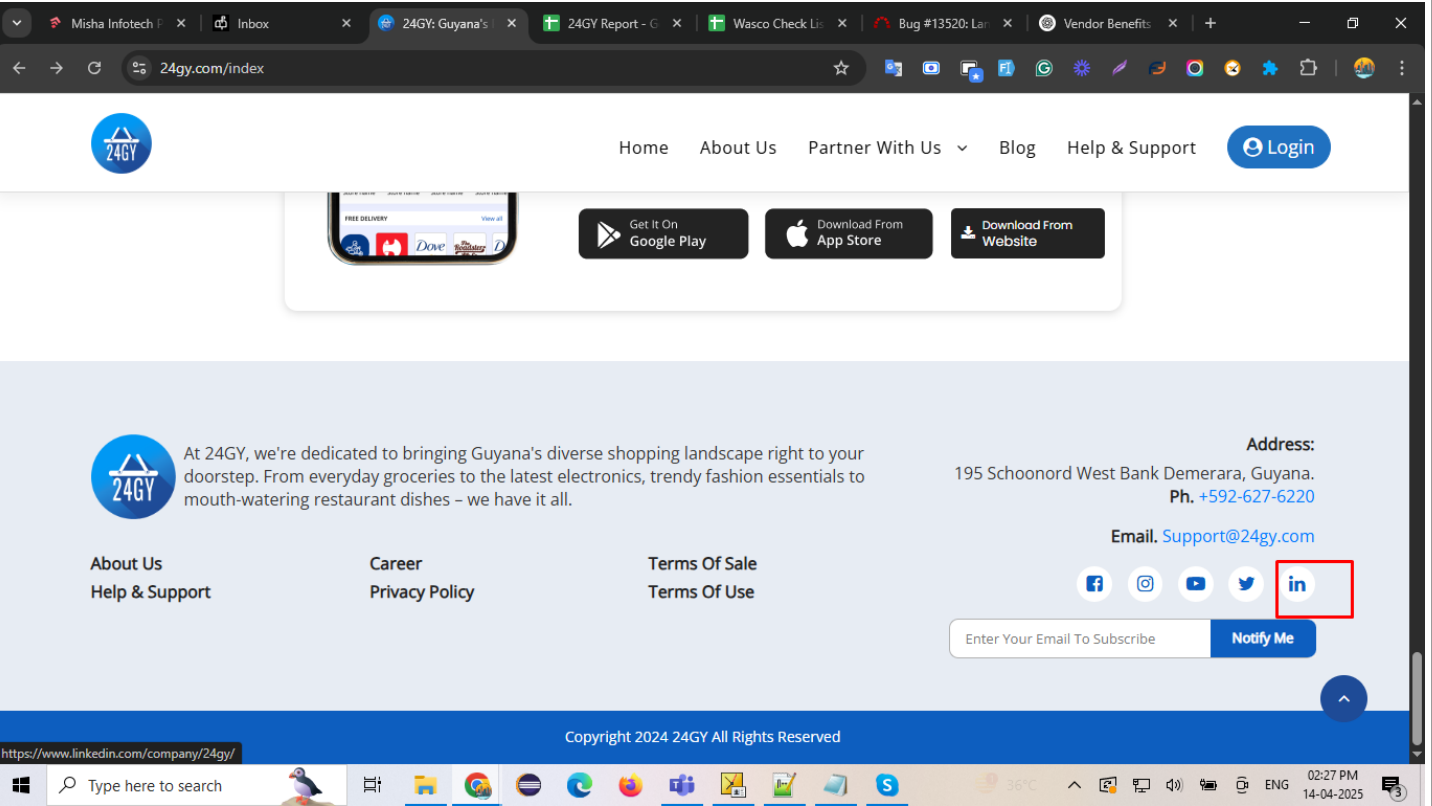 Misha Infotech P
Inbox
24GY: Guyana's
24GY Report - G
Wasco Check Lis
Bug #13520: Lar
Vendor Benefits
24gy.com/index
24GY
Home
About Us
Partner With Us
Blog
Help & Support
Login
FREE DELIVERY
View all
Dove
Get It On
Google Play
Download From
App Store
Download From
Website
24GY
At 24GY, we're dedicated to bringing Guyana's diverse shopping landscape right to your
doorstep. From everyday groceries to the latest electronics, trendy fashion essentials to
mouth-watering restaurant dishes – we have it all.
Address:
195 Schoonord West Bank Demerara, Guyana.
Ph. +592-627-6220
Email. Support@24gy.com
About Us
Career
Terms Of Sale
Help & Support
Privacy Policy
Terms Of Use
in
Enter Your Email To Subscribe
Notify Me
Copyright 2024 24GY All Rights Reserved
https://www.linkedin.com/company/24gy/
Type here to search
36°C
ENG
02:27 PM
14-04-2025
3